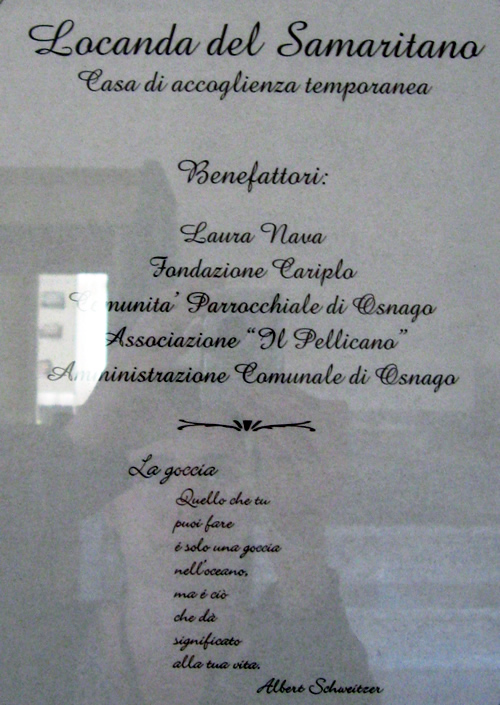 Locanda del Samaritano
Casa di accoglienza temporanea
Benefattori:
Laura Nava
Fondazione Cariplo
Comunita' Parrocchiale di Osnago
Associazione "Il Pellicano"
Amministrazione Comunale di Osnago
La goccia
Quello che tu
puoi fare
é solo una goccia
nell'oceano,
ma é ciò
che dà
significato
alla tua vita.
Albert Schweitzer